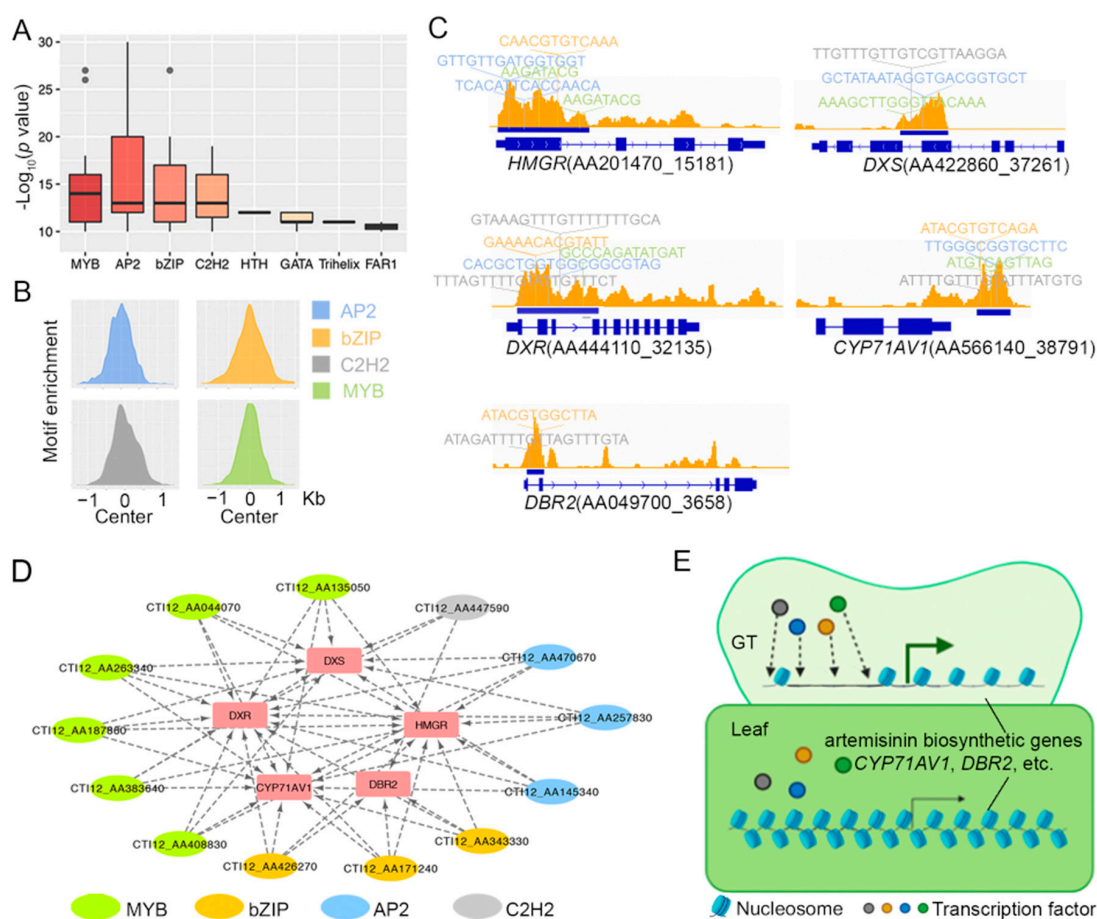 A
-Log10(p value)
30
25
20
15
10
MYB AP2 bZIP C2H2 HTH GATA Trihelix FAR1
B
Motif enrichment
AP2
bZIP
C2H2
MYB
−1 0 1 −1 0 1 Kb
Center Center
C
CAACGTGTCAAA
GTTGTTGATGGTGGT
AAGATACG
TCACATTCACCAACA
AAGATACG
HMGR(AA201470_15181)
TTGTTTGTTGTCGTTAAGGA
GCTATAATAGGTGACGGTGCT
AAAGCTTGGGTTACAAA
DXS(AA422860_37261)
GTAAAGTTTGTTTTTTTGCA
GAAAACACGTATT
GCCCAGATATGAT
CACGCTGGTGGCGGCGTAG
DXR(AA444110_32135)
ATACGTGTCAGA
TTGGGCGGTGCTTC
ATGTCAGTTAG
CYP71AV1(AA566140_38791)
ATACGTGGCTTA
ATAGATTTTGTTAGTTTGTA
DBR2(AA049700_3658)
D
CTI12_AA135050
CTI12_AA044070
CTI12_AA447590
CTI12_AA263340
DXS
CTI12_AA470670
DXR
HMGR
CTI12_AA257830
CTI12_AA187860
CTI12_AA383640
CYP71AV1
DBR2
CTI12_AA145340
CTI12_AA408830
CTI12_AA343330
CTI12_AA426270
CTI12_AA171240
MYB bZIP AP2 C2H2
E
GT
Leaf
artemisinin biosynthetic genes
CYP71AV1, DBR2, etc.
Nucleosome Transcription factor